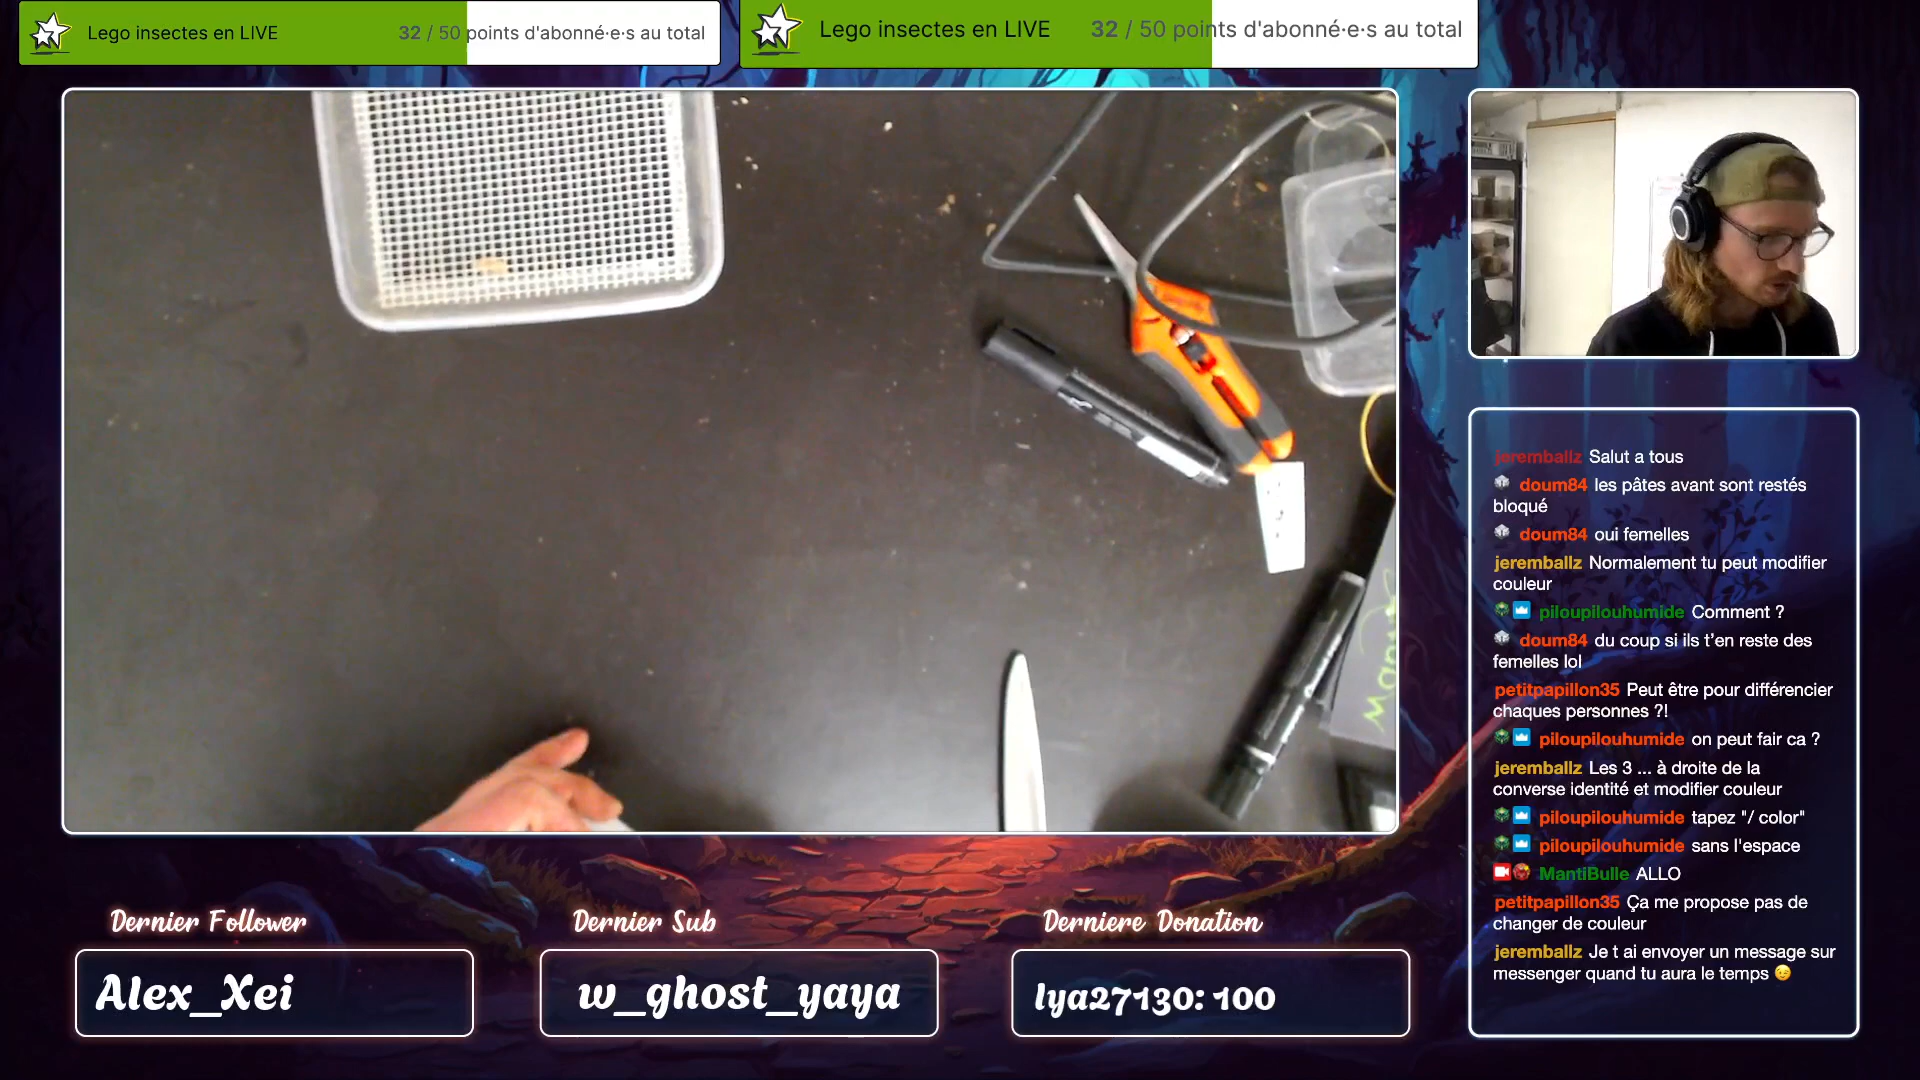 Lego insectes en LIVE 32 / 50 points d'abonné·e·s au total
Lego insectes en LIVE 32 / 50 points d'abonné·e·s au total
jeremballz Salut a tous
doum84 les pâtes avant sont restés
bloqué
doum84 oui femelles
jeremballz Normalement tu peut modifier
couleur
piloupilouhumide Comment ?
doum84 du coup si ils t'en reste des
femelles lol
petitpapillon35 Peut être pour différencier
chaques personnes ?!
piloupilouhumide on peut fair ca ?
jeremballz Les 3 ... à droite de la
converse identité et modifier couleur
piloupilouhumide tapez "/ color"
piloupilouhumide sans l'espace
MantiBulle ALLO
petitpapillon35 Ça me propose pas de
changer de couleur
jeremballz Je t ai envoyer un message sur
messenger quand tu aura le temps 😉
Dernier Follower
Alex_Xei
Dernier Sub
w_ghost_yaya
Derniere Donation
lya27130: 100